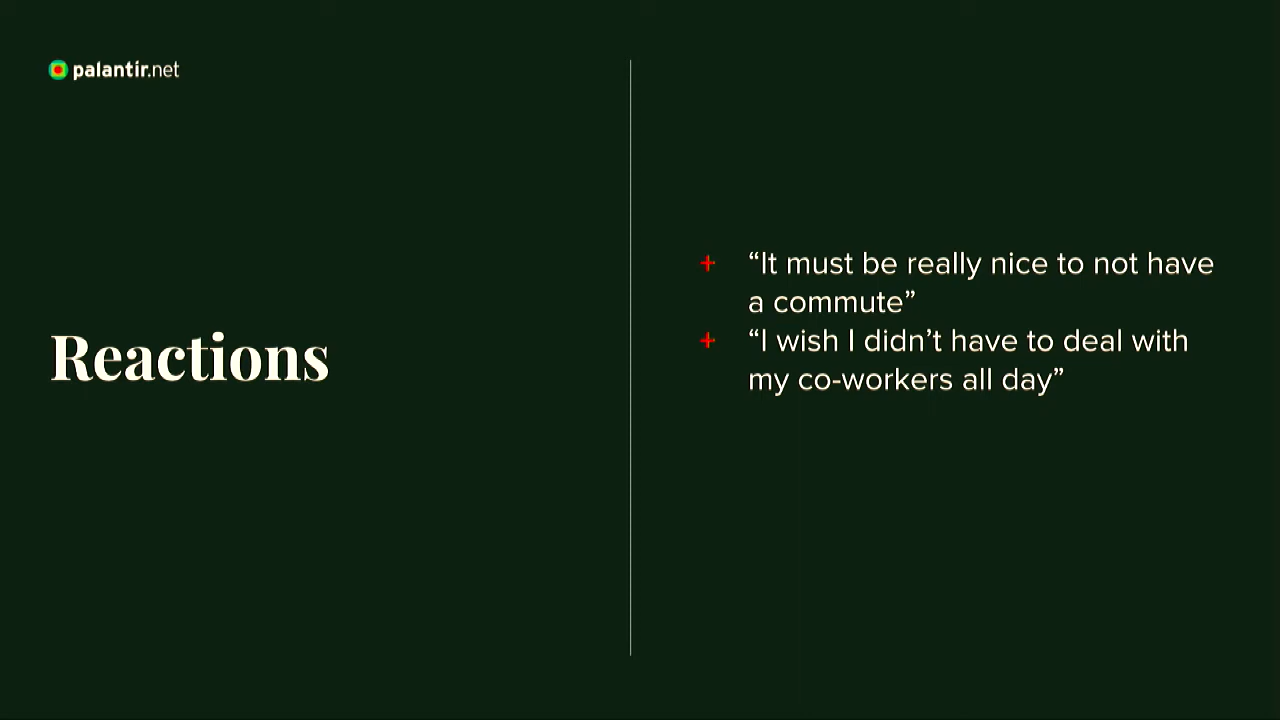 palantir.net
Reactions
+ “It must be really nice to not have
a commute”
+ “I wish I didn’t have to deal with
my co-workers all day”